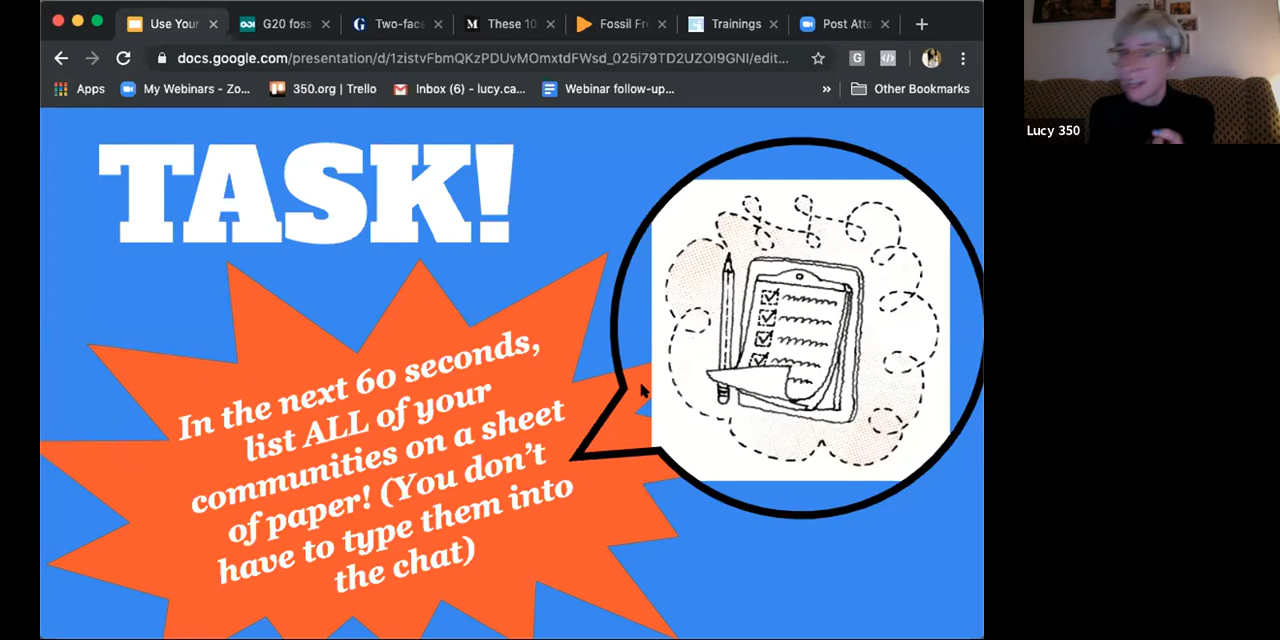 Use Your
G20 foss
Two-face
These 10
Fossil Fr
Trainings
Post Atte
docs.google.com/presentation/d/1zistvFbmQKzPDUvMOmxtdFWsd_025i79TD2UZOI9GNI/edit...
Apps
My Webinars - Zo...
350.org | Trello
Inbox (6) - lucy.ca...
Webinar follow-up...
»
Other Bookmarks
Lucy 350
TASK!
In the next 60 seconds,
list ALL of your
communities on a sheet
of paper! (You don't
have to type them into
the chat)